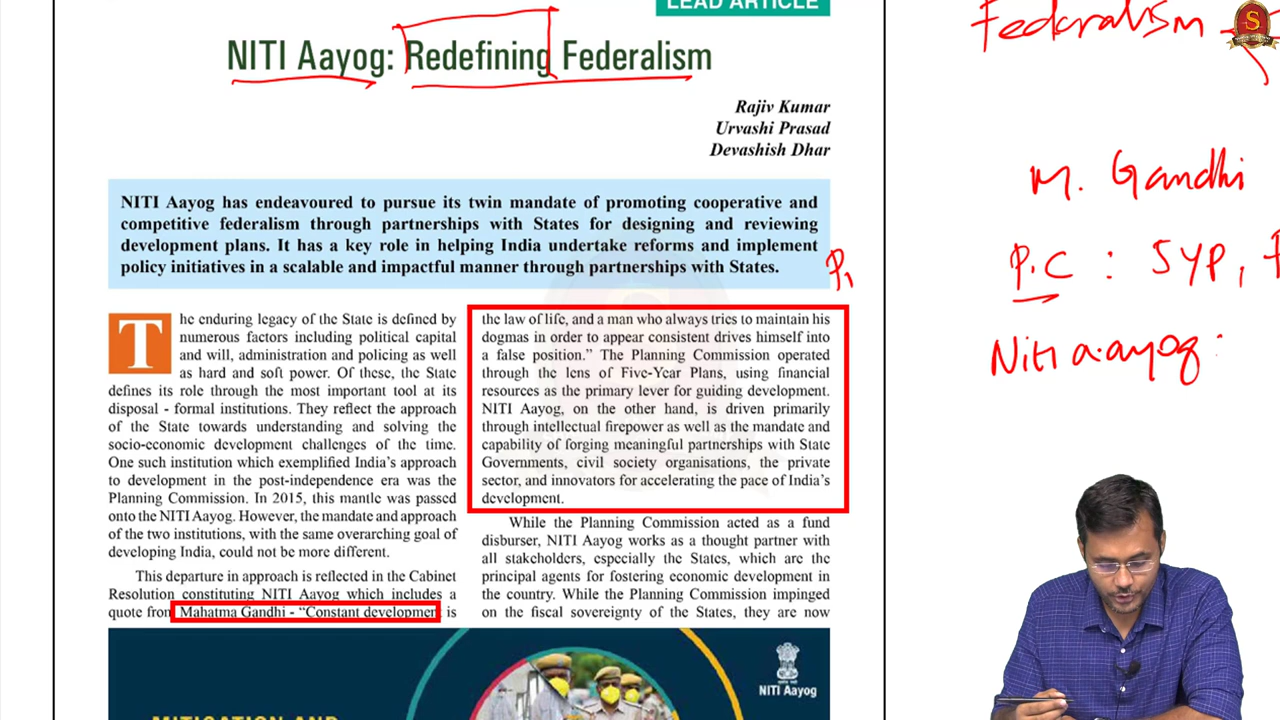 LEAD ARTICLE
NITI Aayog: Redefining Federalism
Rajiv Kumar
Urvashi Prasad
Devashish Dhar
NITI Aayog has endeavoured to pursue its twin mandate of promoting cooperative and
competitive federalism through partnerships with States for designing and reviewing
development plans. It has a key role in helping India undertake reforms and implement
policy initiatives in a scalable and impactful manner through partnerships with States.
P1
The enduring legacy of the State is defined by
numerous factors including political capital
and will, administration and policing as well
as hard and soft power. Of these, the State
defines its role through the most important tool at its
disposal - formal institutions. They reflect the approach
of the State towards understanding and solving the
socio-economic development challenges of the time.
One such institution which exemplified India's approach
to development in the post-independence era was the
Planning Commission. In 2015, this mantle was passed
onto the NITI Aayog. However, the mandate and approach
of the two institutions, with the same overarching goal of
developing India, could not be more different.
This departure in approach is reflected in the Cabinet
Resolution constituting NITI Aayog which includes a
quote from Mahatma Gandhi - “Constant development is
the law of life, and a man who always tries to maintain his
dogmas in order to appear consistent drives himself into
a false position.” The Planning Commission operated
through the lens of Five-Year Plans, using financial
resources as the primary lever for guiding development.
NITI Aayog, on the other hand, is driven primarily
through intellectual firepower as well as the mandate and
capability of forging meaningful partnerships with State
Governments, civil society organisations, the private
sector, and innovators for accelerating the pace of India's
development.
While the Planning Commission acted as a fund
disburser, NITI Aayog works as a thought partner with
all stakeholders, especially the States, which are the
principal agents for fostering economic development in
the country. While the Planning Commission impinged
on the fiscal sovereignty of the States, they are now
NITI Aayog
MITIGATION AND
Federalism
S
M. Gandhi
P.C : 5YP, F
Niti aayog: